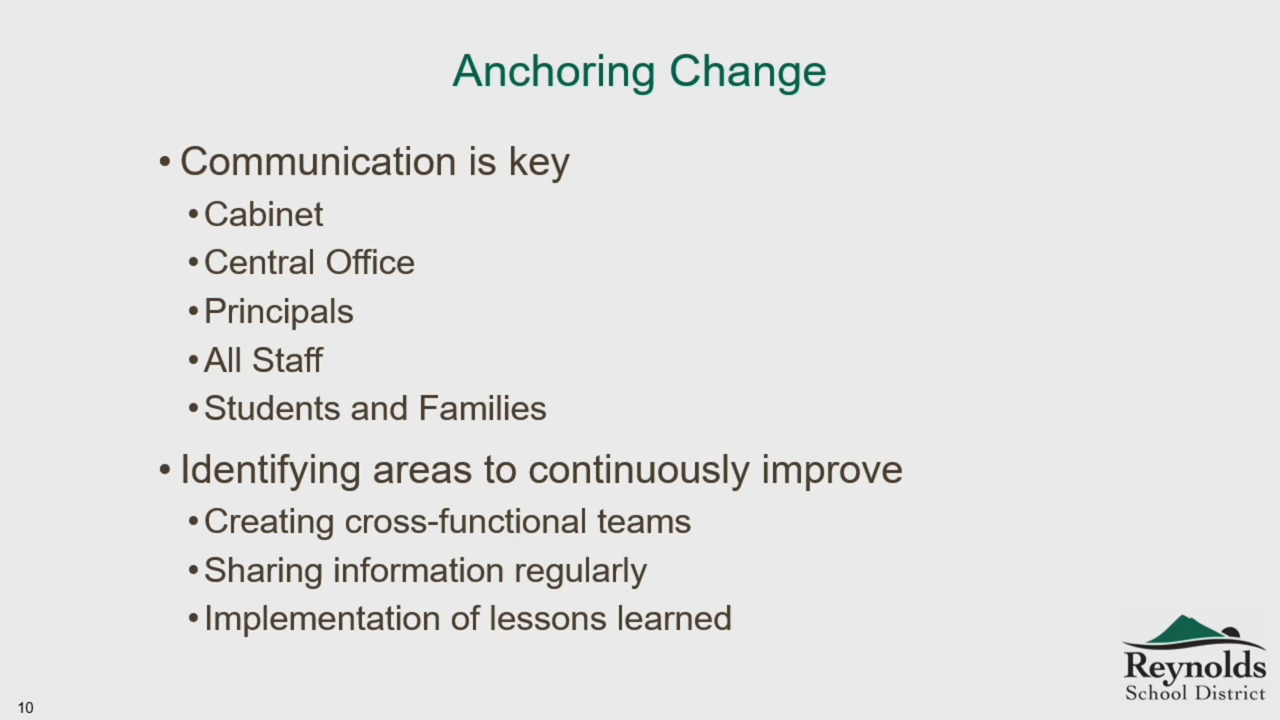 Anchoring Change
• Communication is key
• Cabinet
• Central Office
• Principals
• All Staff
• Students and Families
• Identifying areas to continuously improve
• Creating cross-functional teams
• Sharing information regularly
• Implementation of lessons learned
Reynolds
School District
10